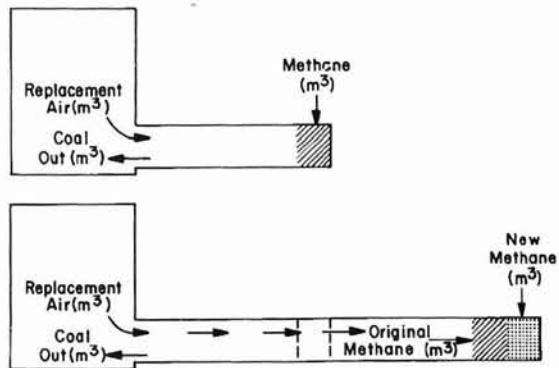 Methane
(m³)
Replacement
Air(m³)
Coal
Out (m³)
New
Methane
(m³)
Replacement
Air(m³)
Coal
Out (m³)
Original
Methane (m³)